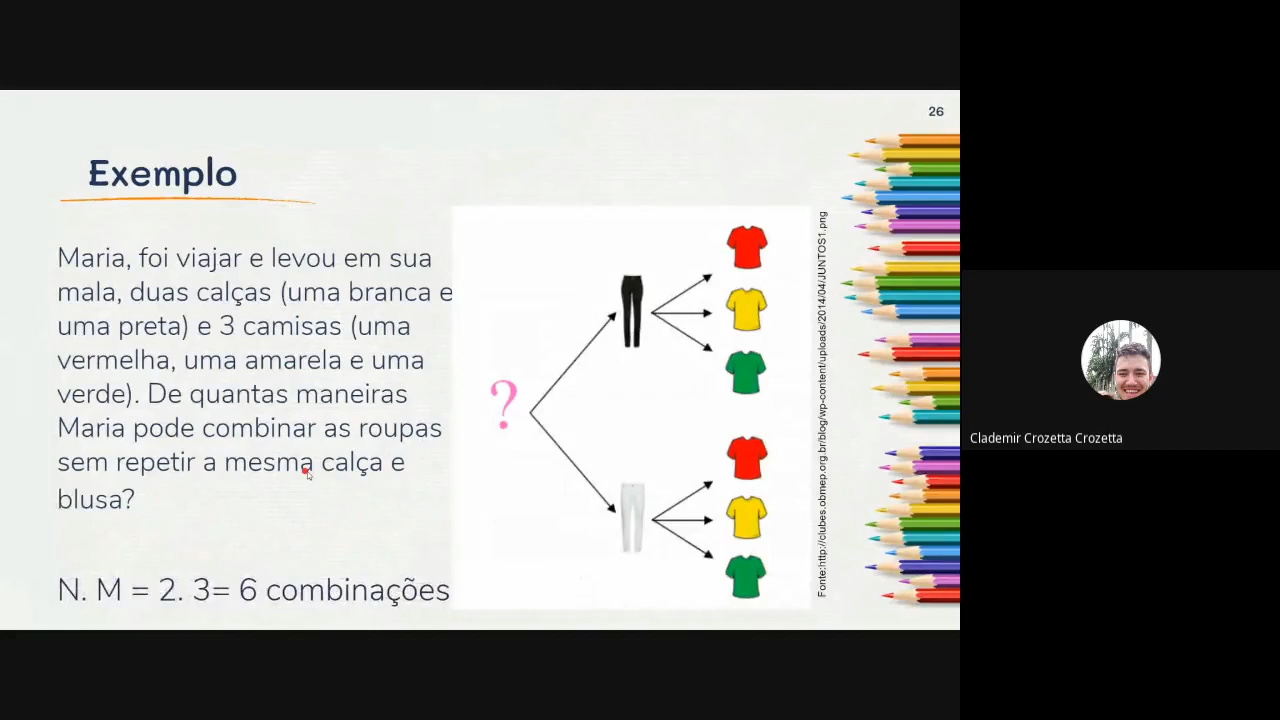 26
Exemplo
Maria, foi viajar e levou em sua
mala, duas calças (uma branca e
uma preta) e 3 camisas (uma
vermelha, uma amarela e uma
verde). De quantas maneiras
Maria pode combinar as roupas
sem repetir a mesma calça e
blusa?
N. M = 2. 3= 6 combinações
?
Fonte:http://clubes.obmep.org.br/blog/wp-content/uploads/2014/04/JUNTOS1.png
Clademir Crozetta Crozetta